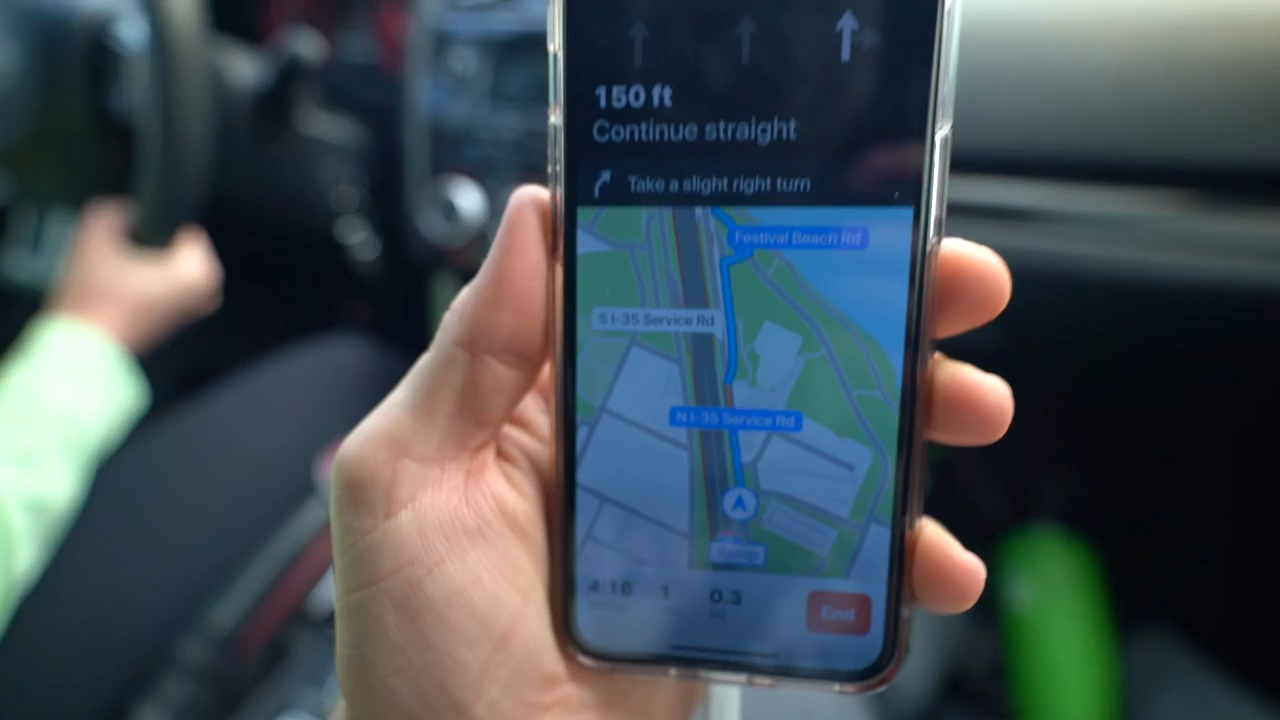 150 ft
Continue straight
Take a slight right turn
Festival Beach Rd
S I-35 Service Rd
N I-35 Service Rd
4:16 1 0.3
End